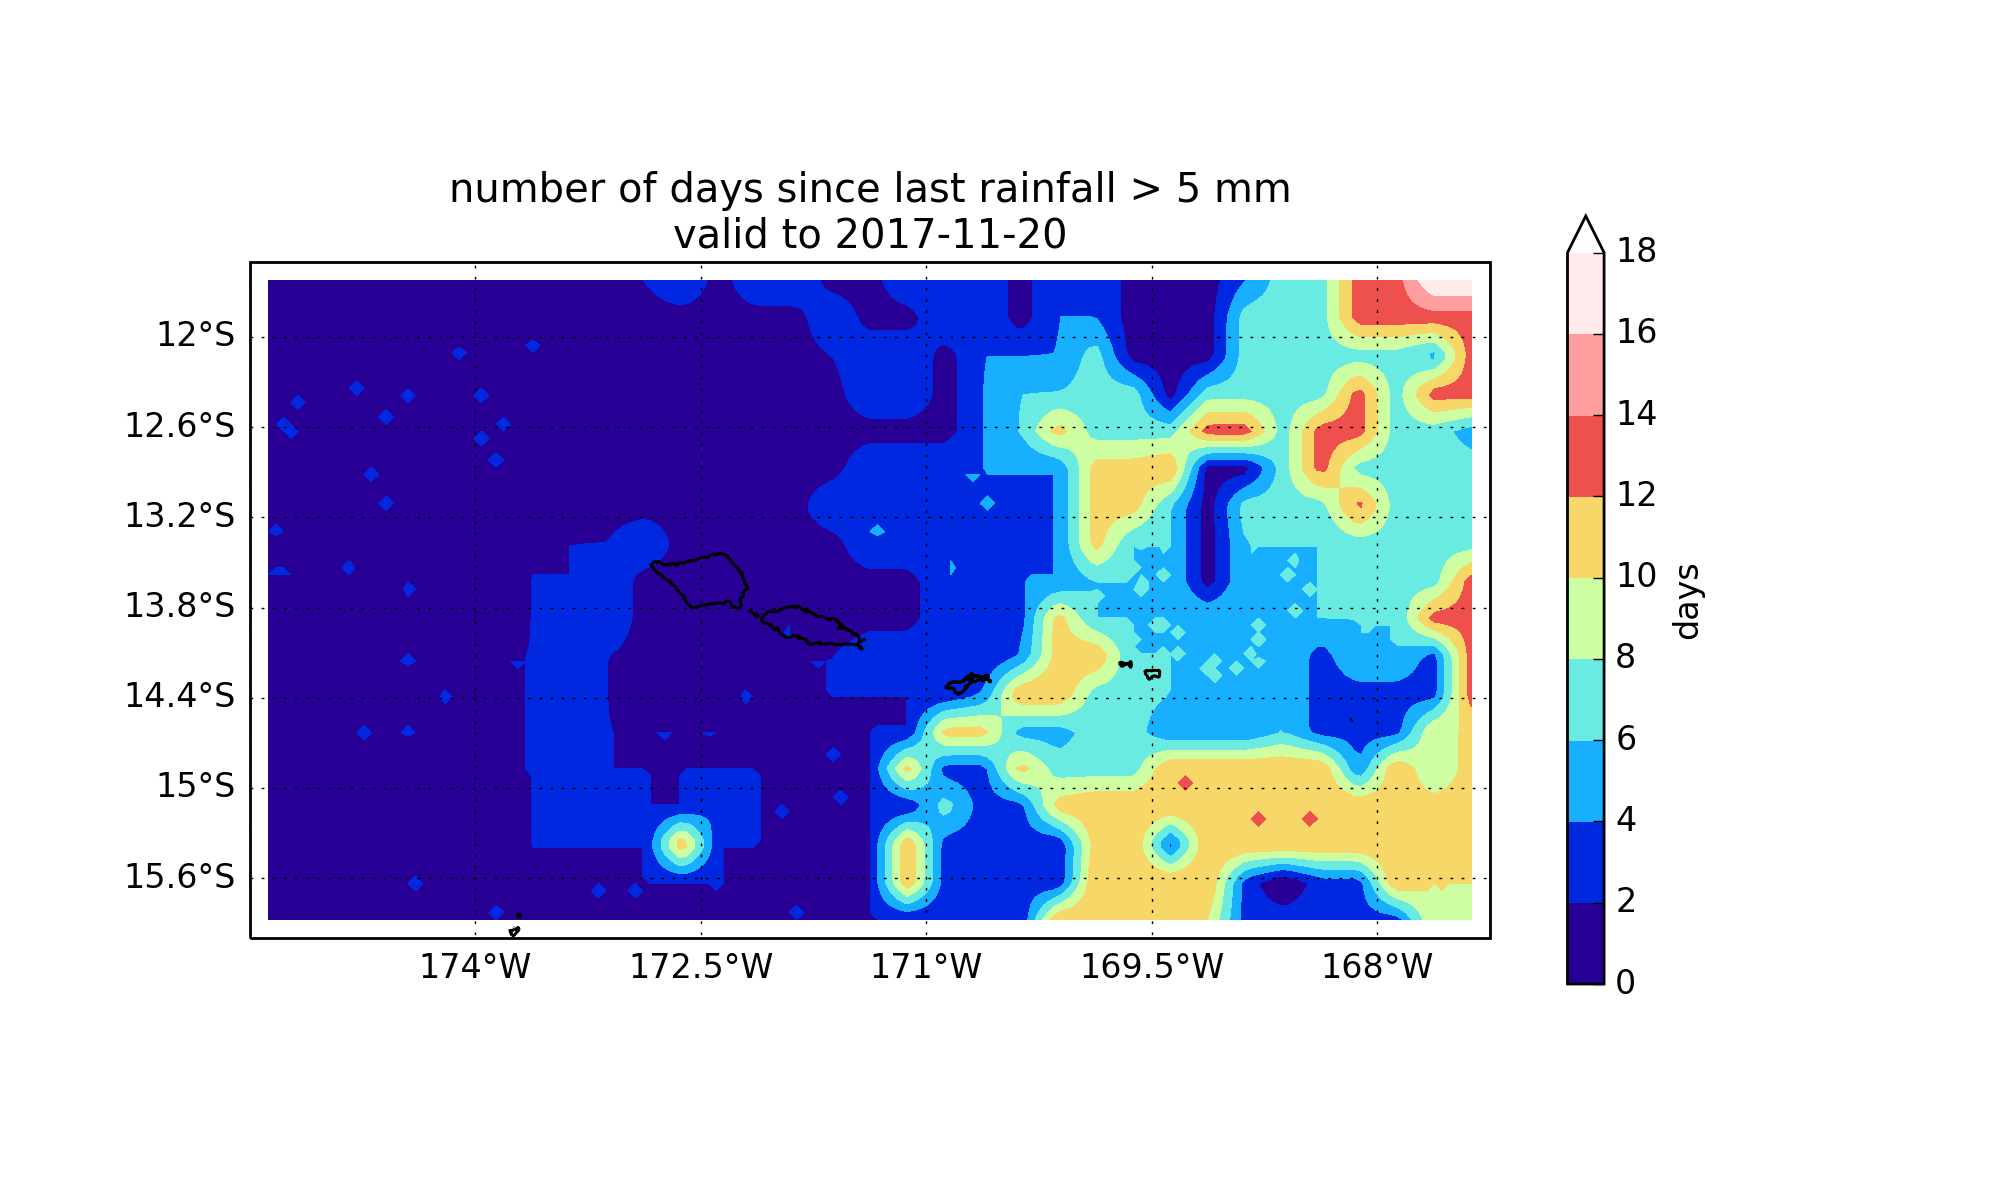 number of days since last rainfall > 5 mm
valid to 2017-11-20
12°S
12.6°S
13.2°S
13.8°S
14.4°S
15°S
15.6°S
174°W
172.5°W
171°W
169.5°W
168°W
18
16
14
12
10
8
6
4
2
0
days